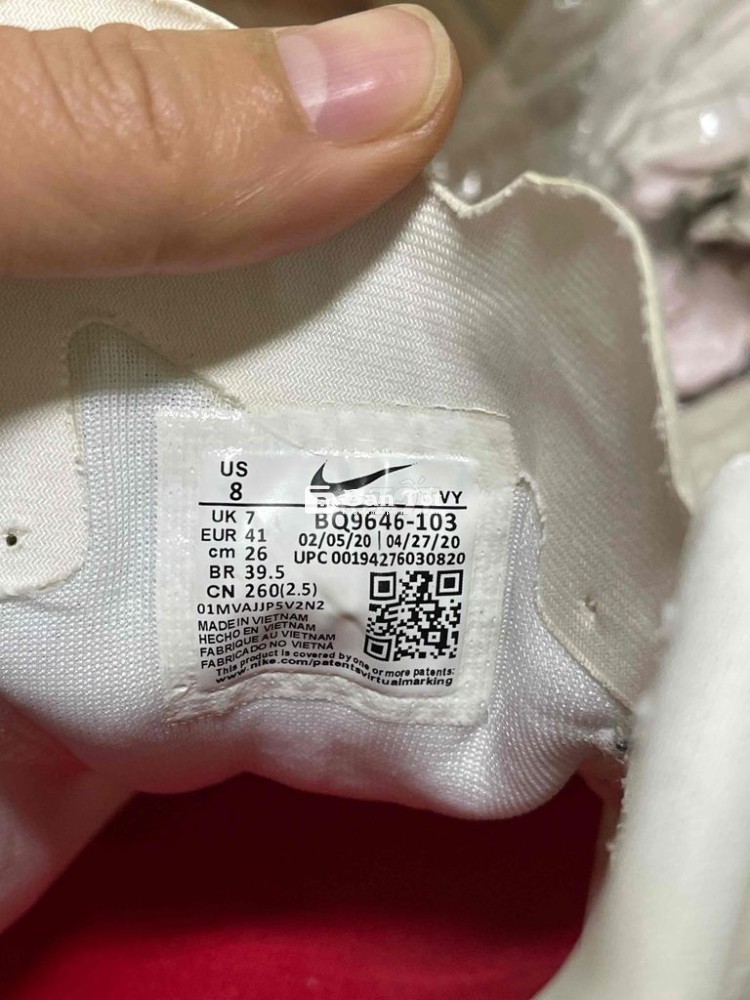 US
8
VY
UK 7
EUR 41
cm 26
BR 39.5
CN 260(2.5)
BQ9646-103
02/05/20 | 04/27/20
UPC 00194276030820
01MVAJJP5V2N2
MADE IN VIETNAM
HECHO EN VIETNAM
FABRIQUE AU VIETNAM
FABRICADO NO VIETNÃ
This product is covered by one or more patents:
www.nike.com/patentsvirtualmarking